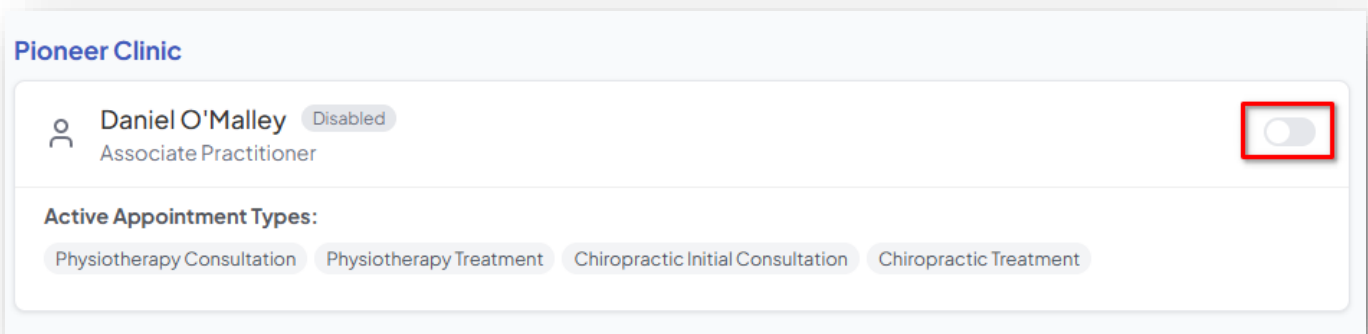 Pioneer Clinic
Daniel O'Malley Disabled
Associate Practitioner
Active Appointment Types:
Physiotherapy Consultation Physiotherapy Treatment Chiropractic Initial Consultation Chiropractic Treatment